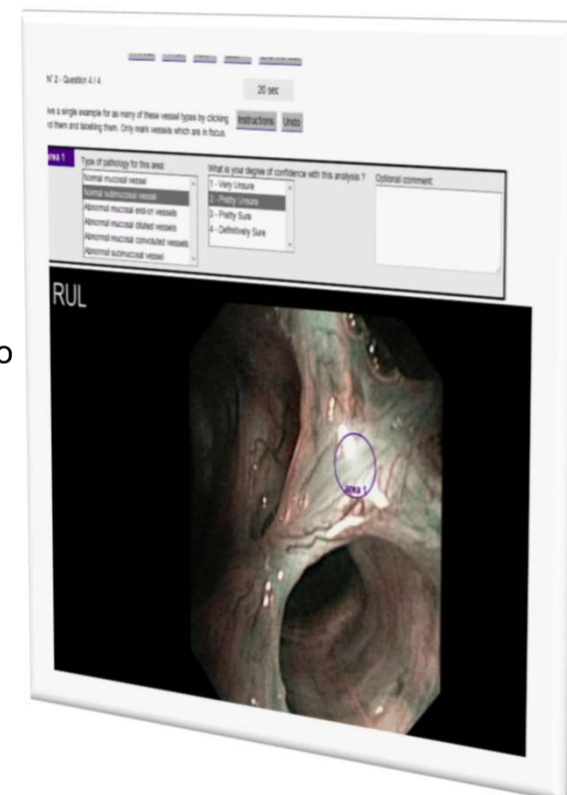 N° 2 - Question 4 / 4
20 sec
ve a single example for as many of these vessel types by clicking
nd them and labeling them. Only mark vessels which are in focus.
Instructions Undo
area 1
Type of pathology for this area:
Normal mucosal vessel
Normal submucosal vessel
Abnormal mucosal end-on vessels
Abnormal mucosal dilated vessels
Abnormal mucosal convoluted vessels
Abnormal submucosal vessel
What is your degree of confidence with this analysis ?
1 - Very Unsure
2 - Pretty Unsure
3 - Pretty Sure
4 - Definitively Sure
Optional comment:
RUL
area 1
o